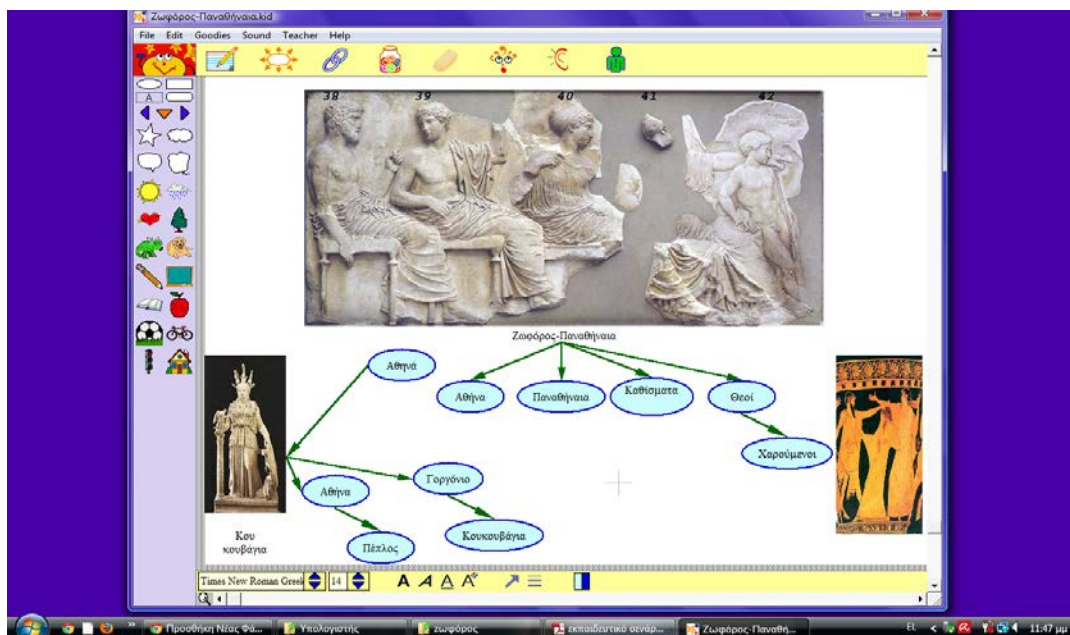 Ζωφόρος-Παναθήναια.kid
File Edit Goodies Sound Teacher Help
A
38 39 40 41 42
Ζωφόρος-Παναθήναια
Αθηνά
Αθήνα
Παναθήναια
Καθίσματα
Θεοί
Χαρούμενοι
Γοργόνιο
Αθήνα
Κουκουβάγια
Πέπλος
Κου
κουβάγια
Times New Roman Greek 14 A A A A
Προσθήκη Νέας Φά... Υπολογιστής ζωφόρος εκπαιδευτικό σενάρ... Ζωφόρος-Παναθή... EL 11:47 μμ